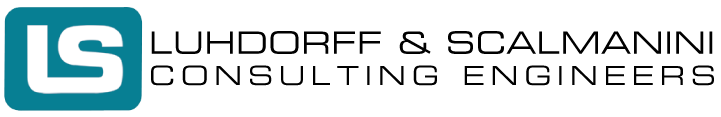 LS
LUHDORFF & SCALMANINI
CONSULTING ENGINEERS